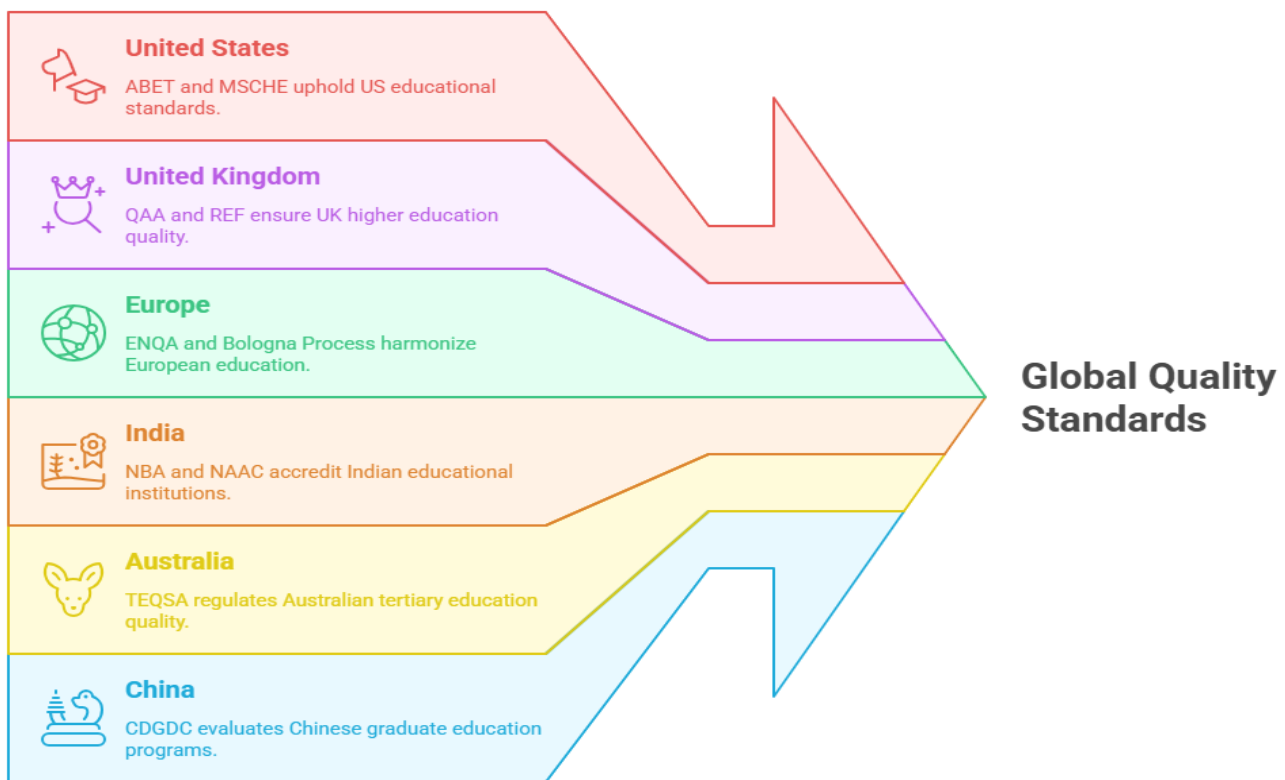 United States
ABET and MSCHE uphold US educational
standards.
United Kingdom
QAA and REF ensure UK higher education
quality.
Europe
ENQA and Bologna Process harmonize
European education.
India
NBA and NAAC accredit Indian educational
institutions.
Australia
TEQSA regulates Australian tertiary education
quality.
China
CDGDC evaluates Chinese graduate education
programs.
Global Quality
Standards